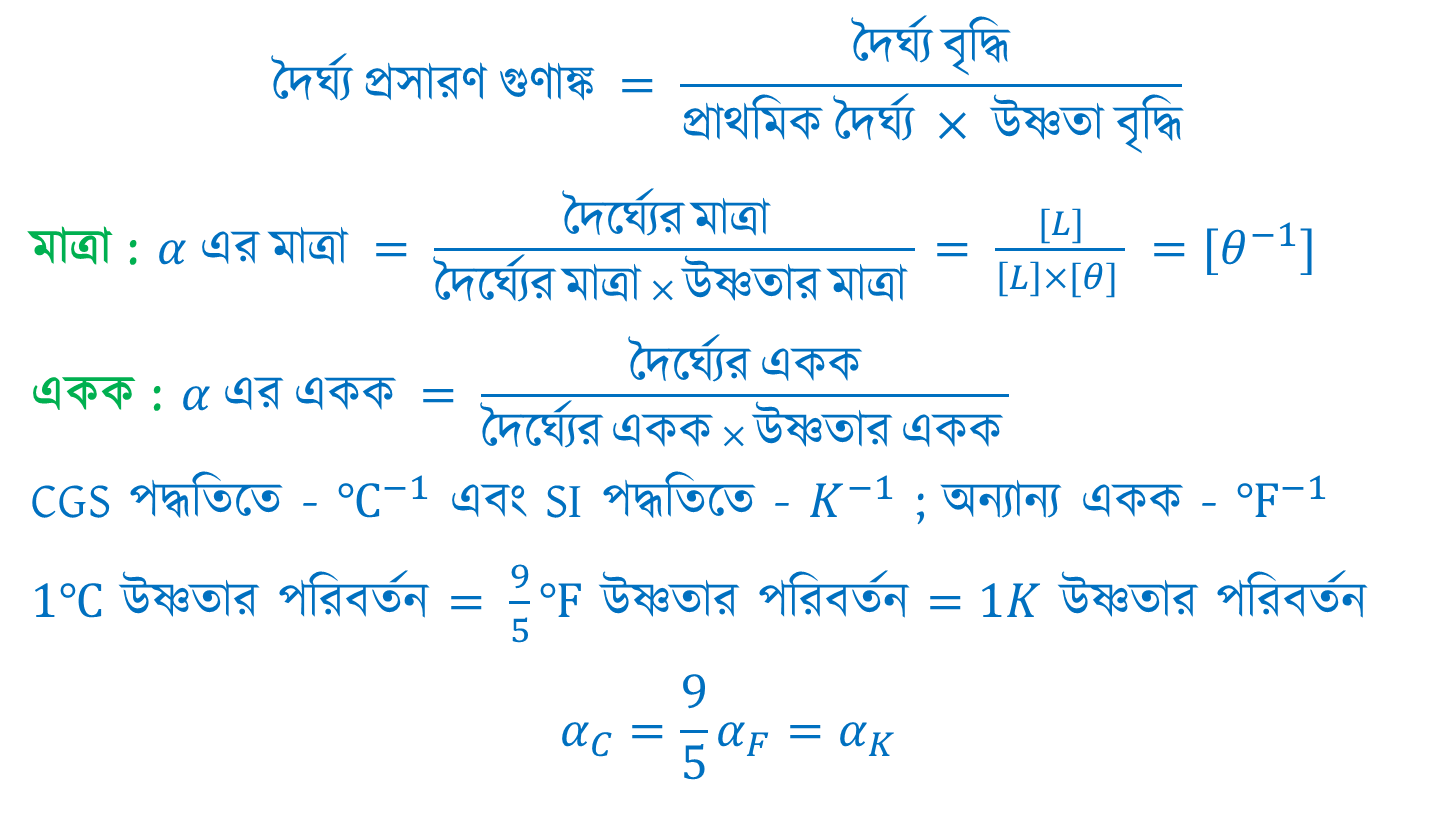 দৈর্ঘ্য প্রসারণ গুণাঙ্ক = দৈর্ঘ্য বৃদ্ধি / প্রাথমিক দৈর্ঘ্য × উষ্ণতা বৃদ্ধি
মাত্রা : α এর মাত্রা = দৈর্ঘ্যের মাত্রা / দৈর্ঘ্যের মাত্রা × উষ্ণতার মাত্রা = [L] / [L]×[θ] = [θ⁻¹]
একক : α এর একক = দৈর্ঘ্যের একক / দৈর্ঘ্যের একক × উষ্ণতার একক
CGS পদ্ধতিতে - °C⁻¹ এবং SI পদ্ধতিতে - K⁻¹ ; অন্যান্য একক - °F⁻¹
1°C উষ্ণতার পরিবর্তন = 9/5 °F উষ্ণতার পরিবর্তন = 1K উষ্ণতার পরিবর্তন
α_C = 9/5 α_F = α_K